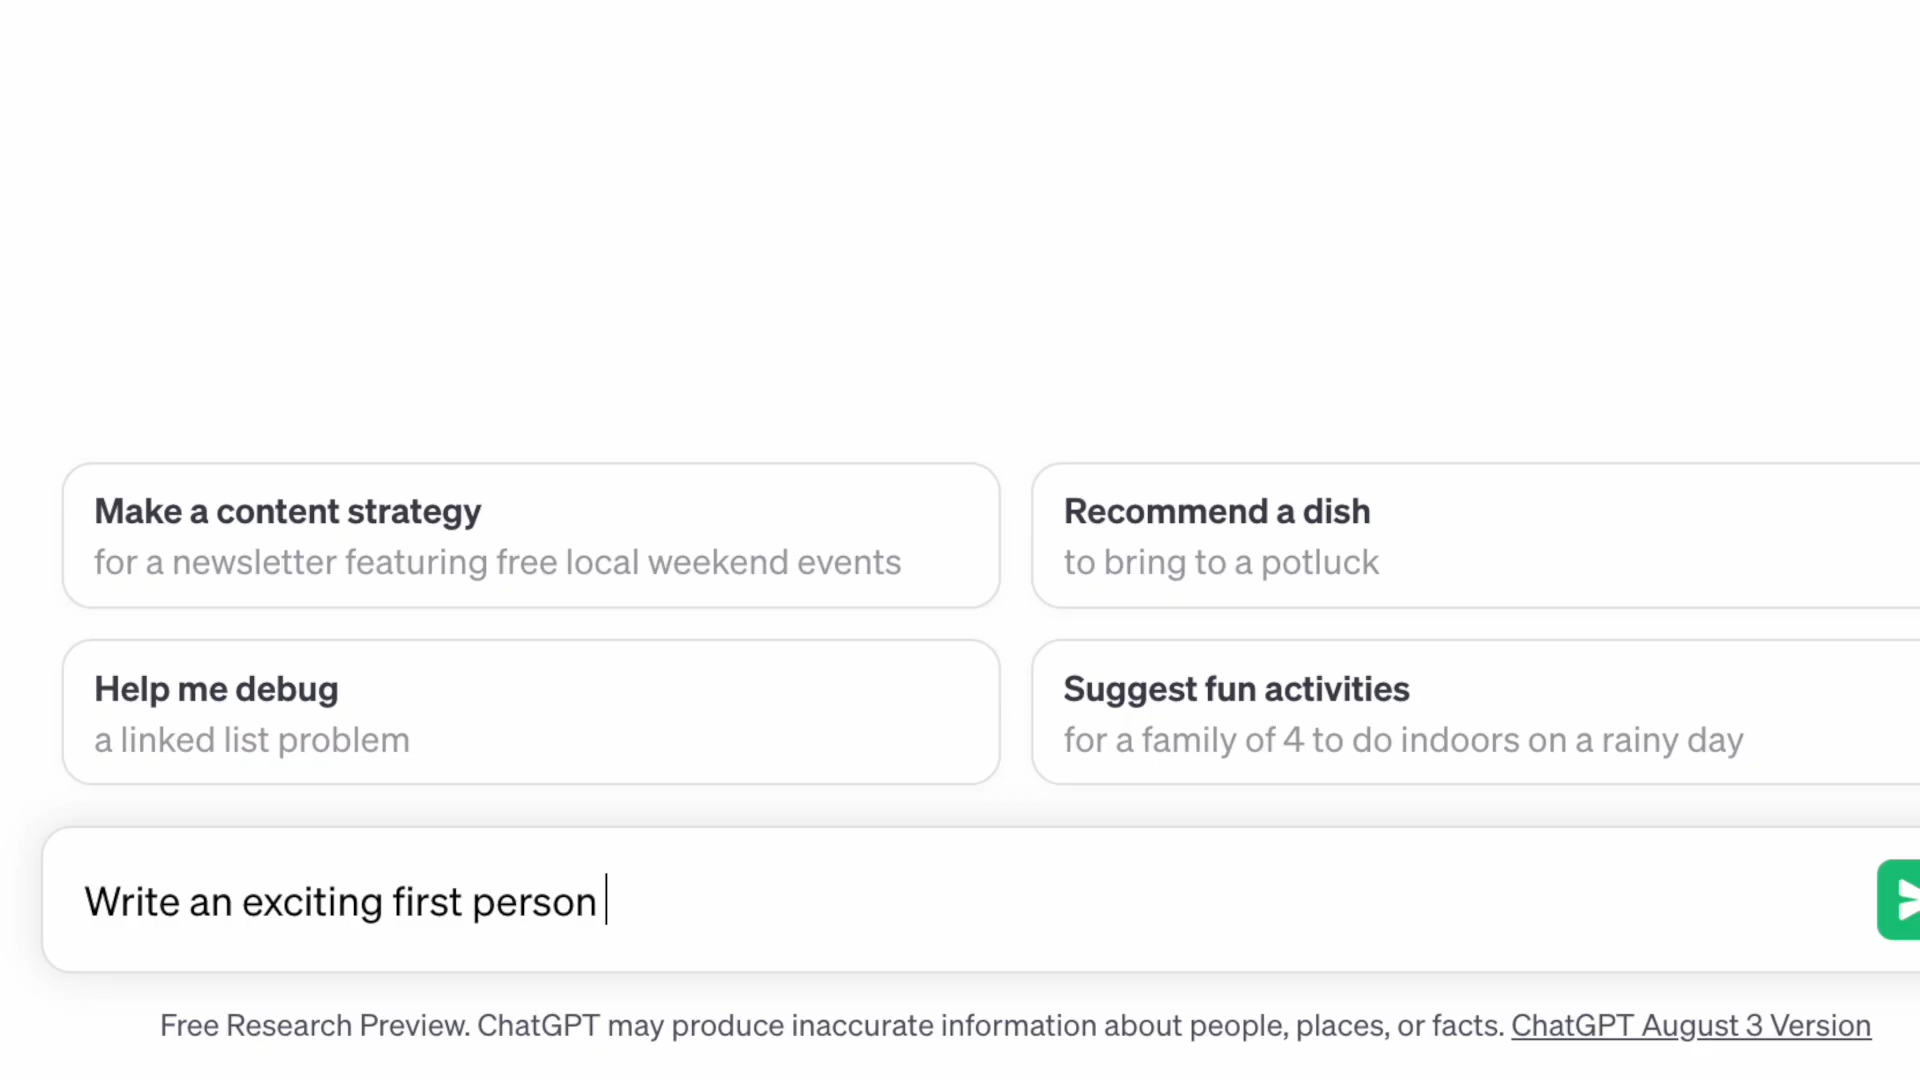 Make a content strategy
for a newsletter featuring free local weekend events
Recommend a dish
to bring to a potluck
Help me debug
a linked list problem
Suggest fun activities
for a family of 4 to do indoors on a rainy day
Write an exciting first person
Free Research Preview. ChatGPT may produce inaccurate information about people, places, or facts. ChatGPT August 3 Version